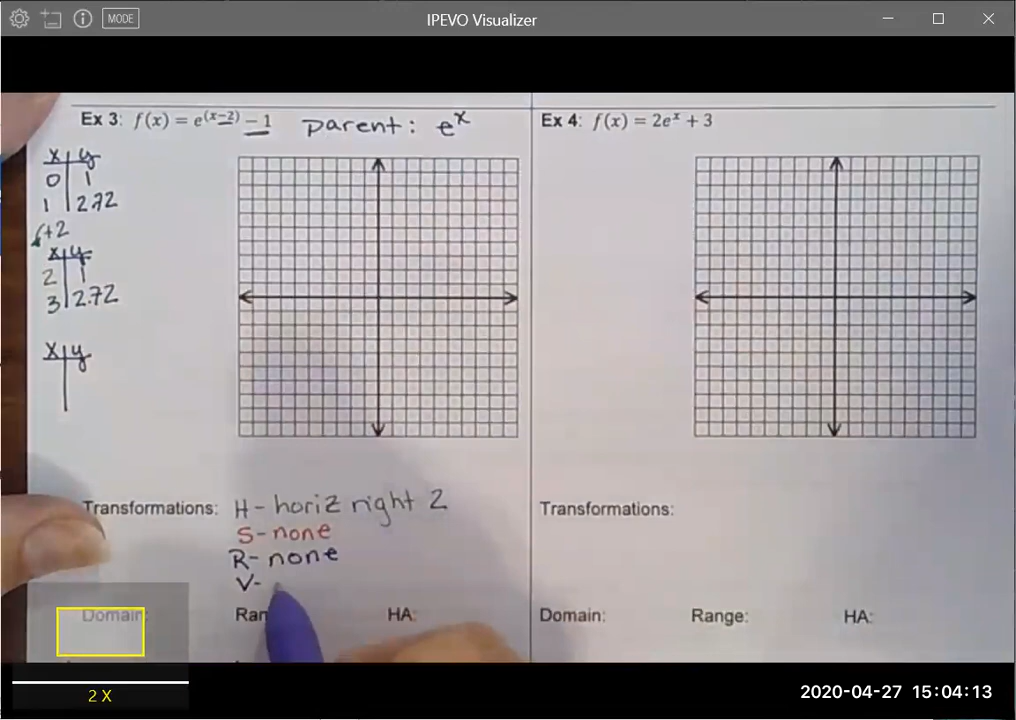 MODE
IPEVO Visualizer
Ex 3: f(x) = e^(x−2) − 1 parent: e^x
x y
0 1
1 2.72
+2
x y
2 1
3 2.72
x y
Transformations: H - horiz right 2
S - none
R - none
V-
Domain: Ran HA:
Ex 4: f(x) = 2e^x + 3
Transformations:
Domain: Range: HA:
2 X
2020-04-27 15:04:13